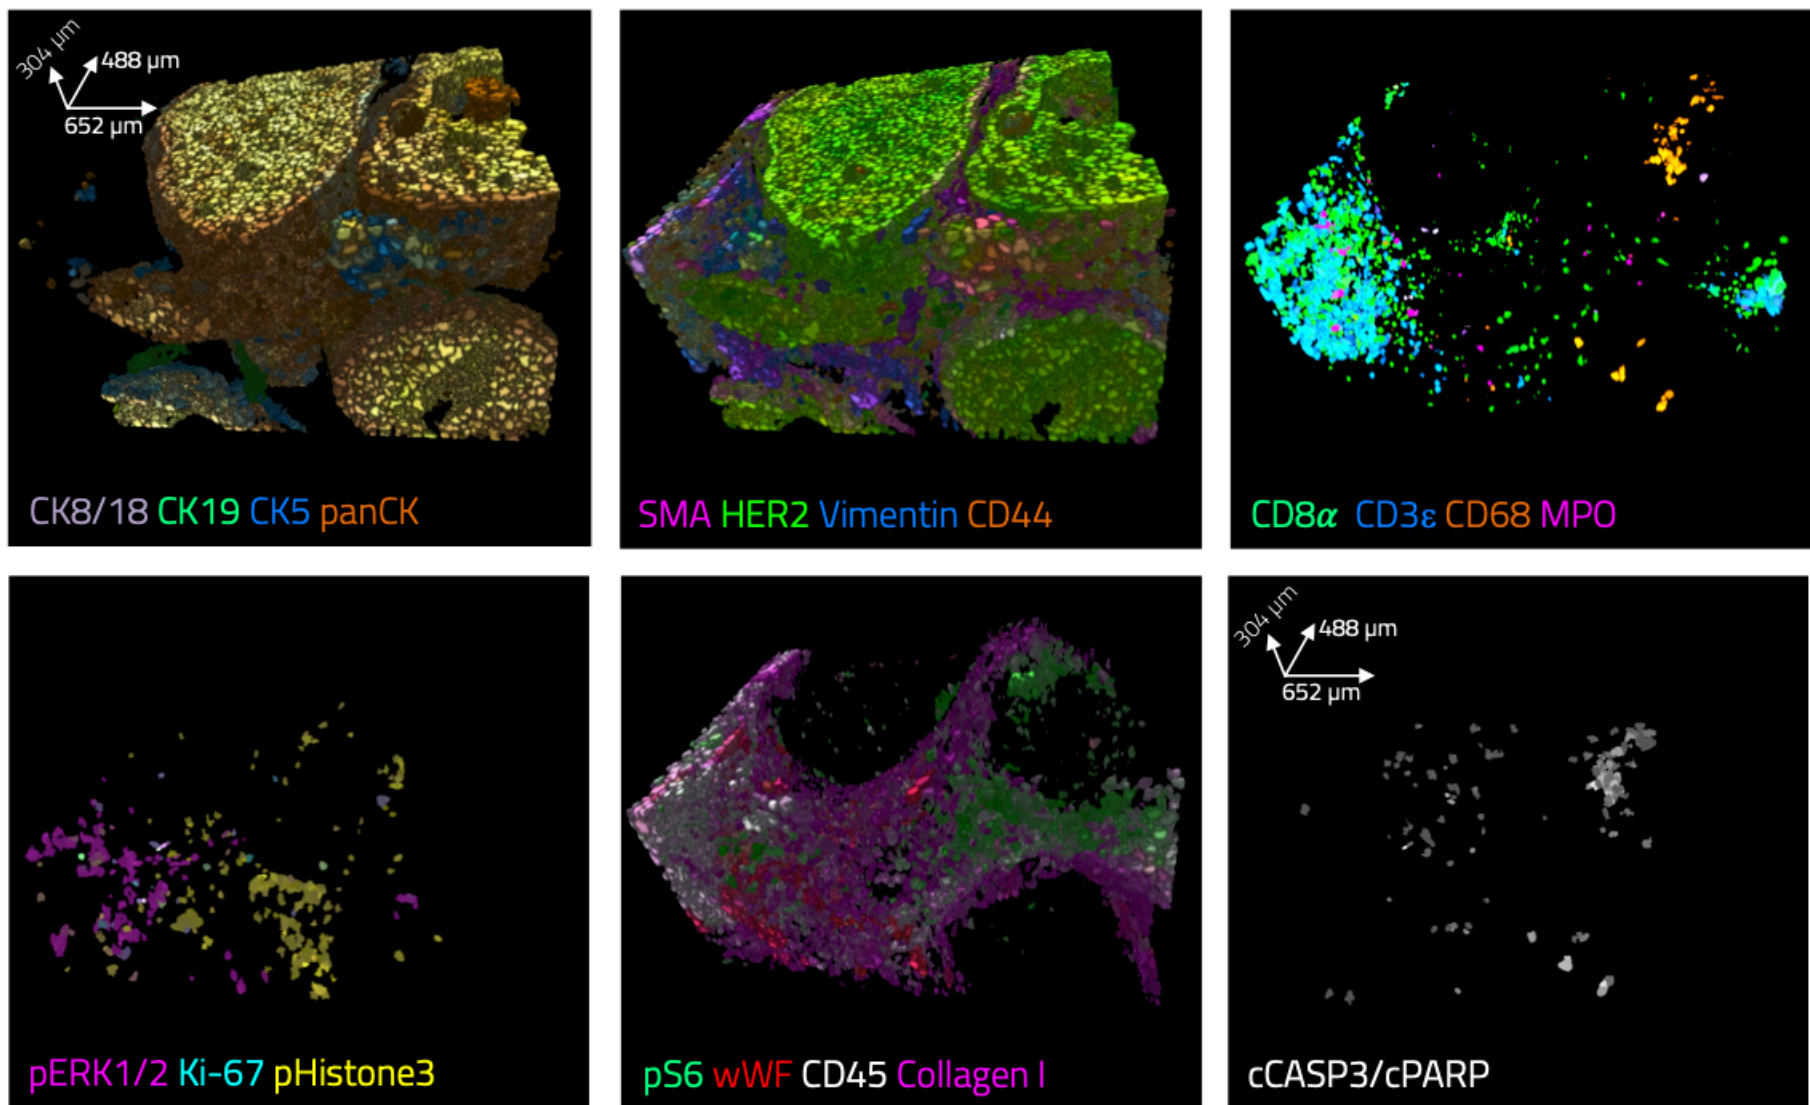 304 µm
488 µm
652 µm
CK8/18 CK19 CK5 panCK
SMA HER2 Vimentin CD44
CD8α CD3ε CD68 MPO
pERK1/2 Ki-67 pHistone3
pS6 wWF CD45 Collagen I
304 µm
488 µm
652 µm
cCASP3/cPARP